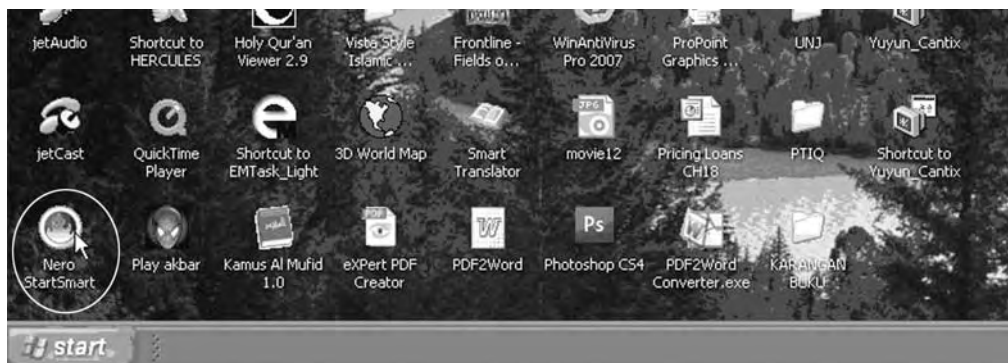 jetAudio
Shortcut to
HERCULES
Holy Qur'an
Viewer 2.9
Vista Style
Islamic ...
Frontline -
Fields o...
WinAntiVirus
Pro 2007
ProPoint
Graphics ...
UNJ
Yuyun_Cantix
jetCast
QuickTime
Player
Shortcut to
EMTask_Light
3D World Map
Smart
Translator
JPG
movie12
Pricing Loans
CH18
PTIQ
Shortcut to
Yuyun_Cantix
Nero
StartSmart
Play akbar
Kamus Al Mufid
1.0
PDF
eXPert PDF
Creator
W
PDF2Word
Ps
Photoshop CS4
PDF2Word
Converter.exe
KARANGAN
BUKU
start